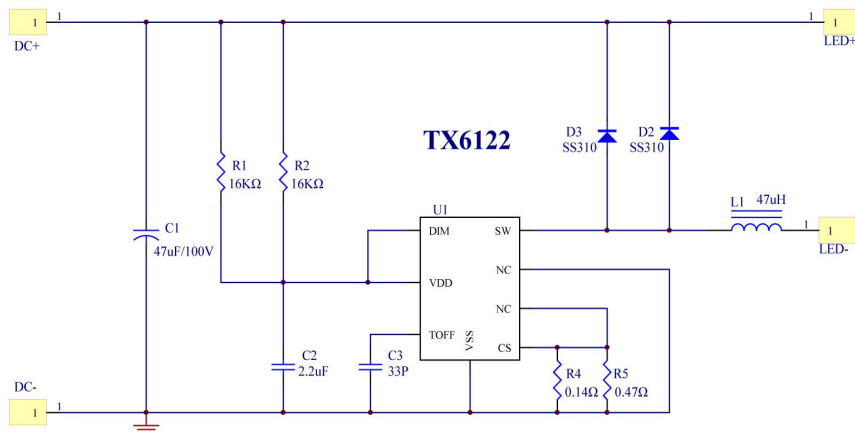 1 1
DC+
1 1
LED+
TX6122
D3
SS310
D2
SS310
R1
16KΩ
R2
16KΩ
L1 47uH
1 1
LED-
U1
C1
47uF/100V
DIM SW
VDD NC
NC
TOFF VSS CS
C2
2.2uF
C3
33P
R4
0.14Ω
R5
0.47Ω
DC-
1 1